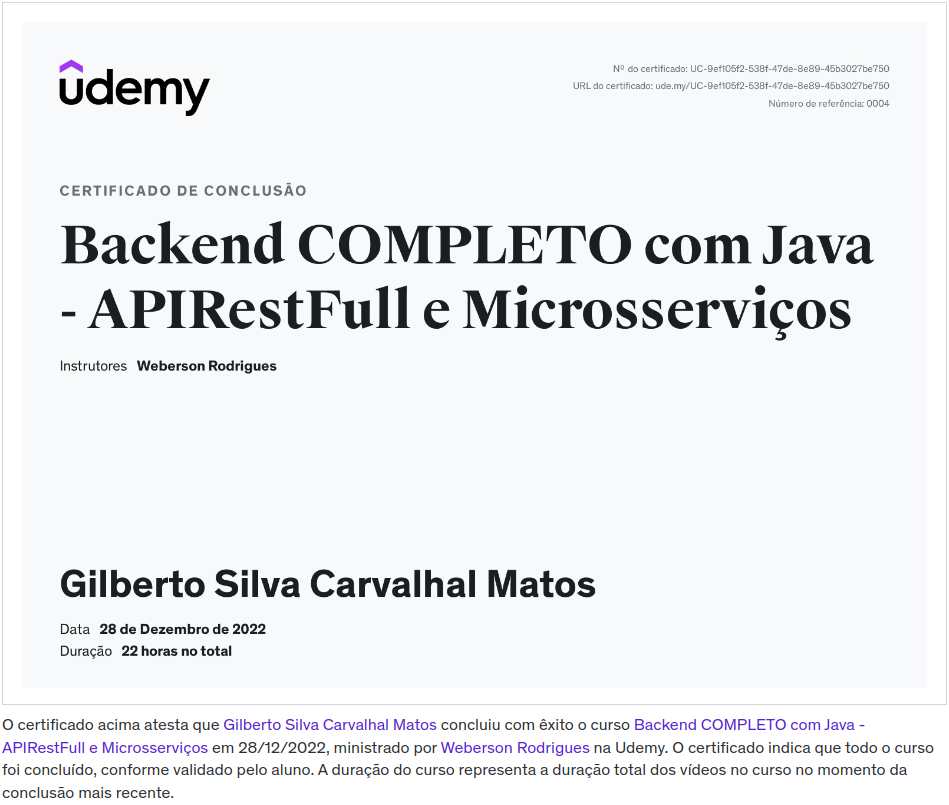 udemy
Nº do certificado: UC-9ef105f2-538f-47de-8e89-45b3027be750
URL do certificado: ude.my/UC-9ef105f2-538f-47de-8e89-45b3027be750
Número de referência: 0004
CERTIFICADO DE CONCLUSÃO
Backend COMPLETO com Java
- APIRestFull e Microsserviços
Instrutores Weberson Rodrigues
Gilberto Silva Carvalhal Matos
Data 28 de Dezembro de 2022
Duração 22 horas no total
O certificado acima atesta que Gilberto Silva Carvalhal Matos concluiu com êxito o curso Backend COMPLETO com Java -
APIRestFull e Microsserviços em 28/12/2022, ministrado por Weberson Rodrigues na Udemy. O certificado indica que todo o curso
foi concluído, conforme validado pelo aluno. A duração do curso representa a duração total dos vídeos no curso no momento da
conclusão mais recente.